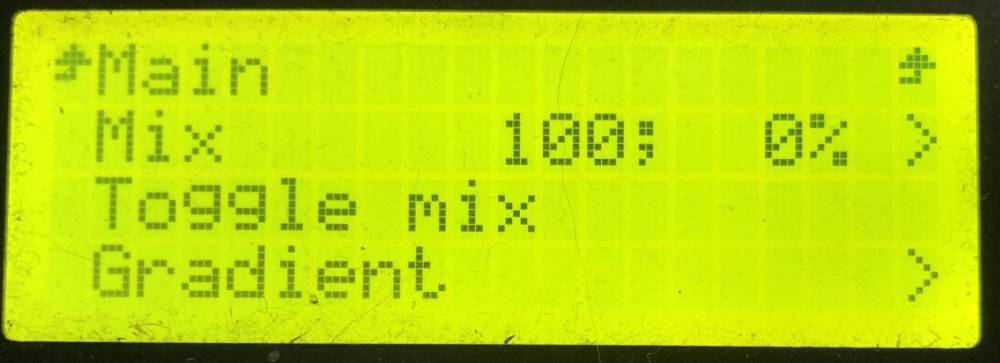 Main
Mix 100; 0% >
Toggle mix
Gradient >